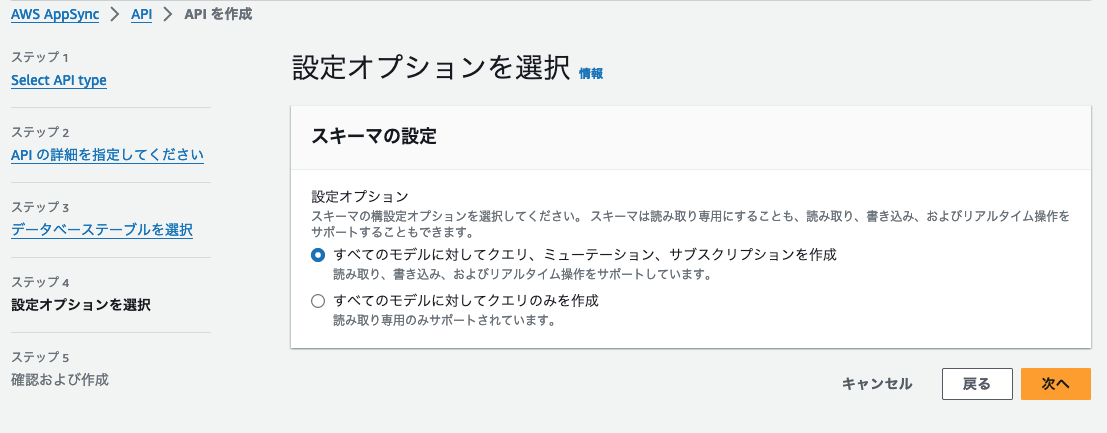 AWS AppSync > API > API を作成
ステップ 1
Select API type
ステップ 2
API の詳細を指定してください
ステップ 3
データベーステーブルを選択
ステップ 4
設定オプションを選択
ステップ 5
確認および作成
設定オプションを選択 情報
スキーマの設定
設定オプション
スキーマの構設定オプションを選択してください。 スキーマは読み取り専用にすることも、読み取り、書き込み、およびリアルタイム操作を
サポートすることもできます。
すべてのモデルに対してクエリ、ミューテーション、サブスクリプションを作成
読み取り、書き込み、およびリアルタイム操作をサポートしています。
すべてのモデルに対してクエリのみを作成
読み取り専用のみサポートされています。
キャンセル 戻る 次へ